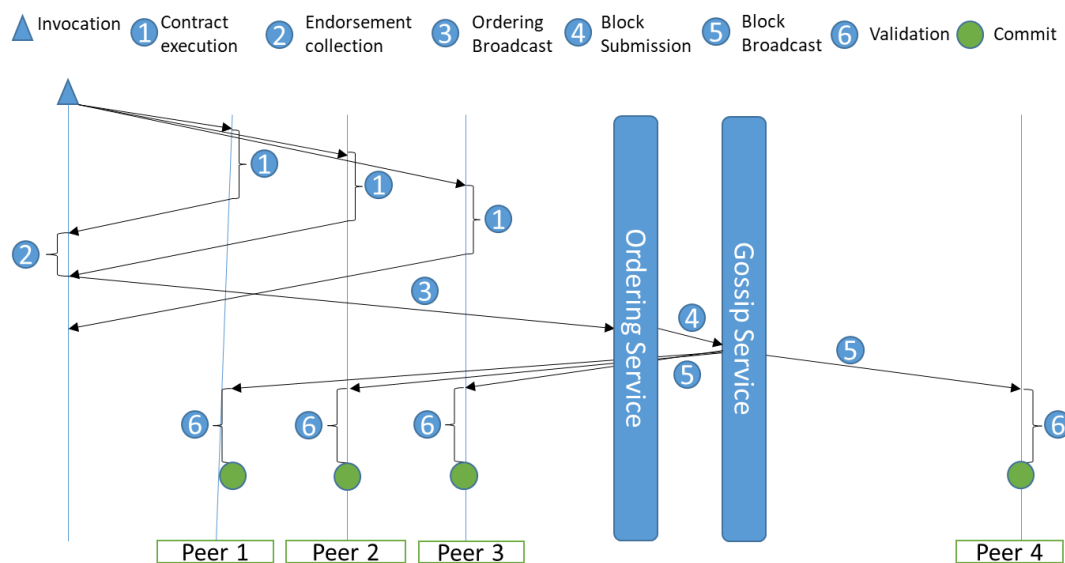 Invocation
1 Contract
execution
2 Endorsement
collection
3 Ordering
Broadcast
4 Block
Submission
5 Block
Broadcast
6 Validation
Commit
1
1
1
2
3
4
5
5
6
6
6
6
Ordering Service
Gossip Service
Peer 1
Peer 2
Peer 3
Peer 4